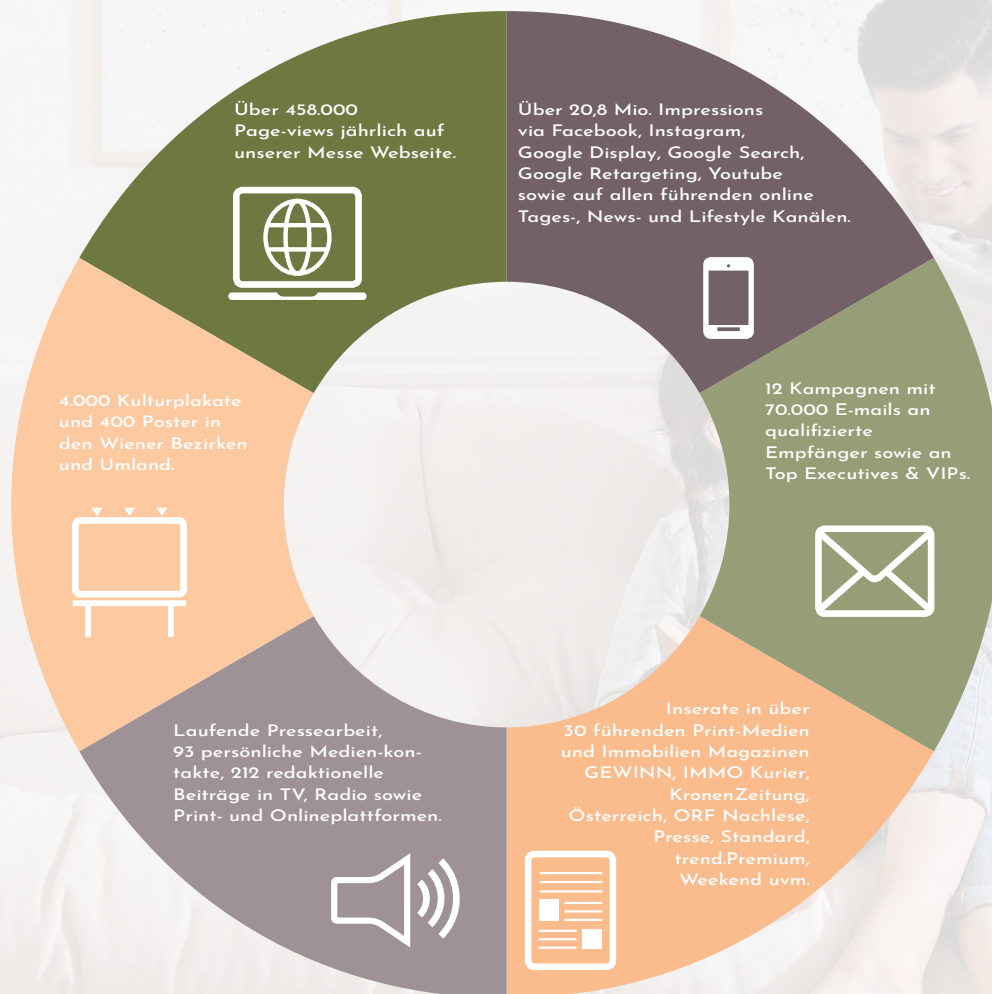 Über 458.000
Page-views jährlich auf
unserer Messe Webseite.
Über 20,8 Mio. Impressions
via Facebook, Instagram,
Google Display, Google Search,
Google Retargeting, Youtube
sowie auf allen führenden online
Tages-, News- und Lifestyle Kanälen.
12 Kampagnen mit
70.000 E-mails an
qualifizierte
Empfänger sowie an
Top Executives & VIPs.
Inserate in über
30 führenden Print-Medien
und Immobilien Magazinen
GEWINN, IMMO Kurier,
KronenZeitung,
Österreich, ORF Nachlese,
Presse, Standard,
trend.Premium,
Weekend uvm.
Laufende Pressearbeit,
93 persönliche Medien-kon-
takte, 212 redaktionelle
Beiträge in TV, Radio sowie
Print- und Onlineplattformen.
4.000 Kulturplakate
und 400 Poster in
den Wiener Bezirken
und Umland.